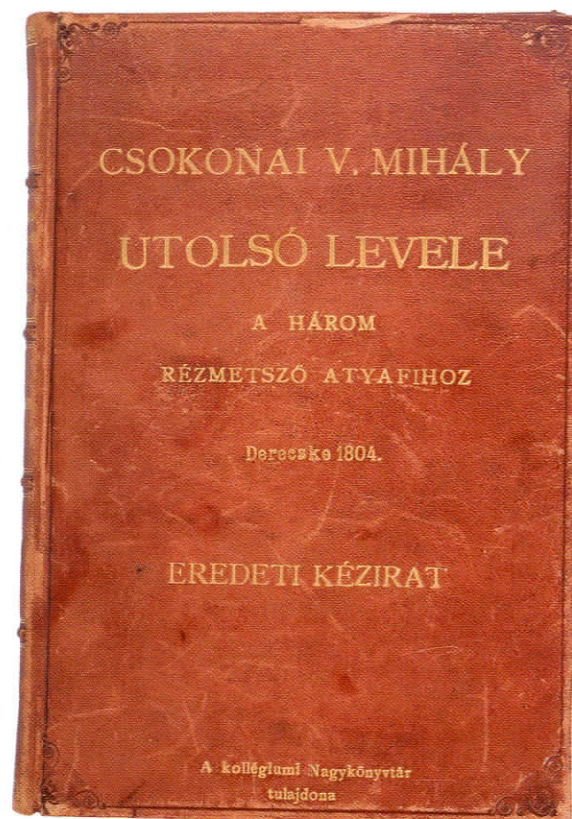 CSOKONAI V. MIHÁLY
UTOLSÓ LEVELE
A HÁROM
RÉZMETSZŐ ATYAFIHOZ
Derecske 1804.
EREDETI KÉZIRAT
A kollégiumi Nagykönyvtár
tulajdona